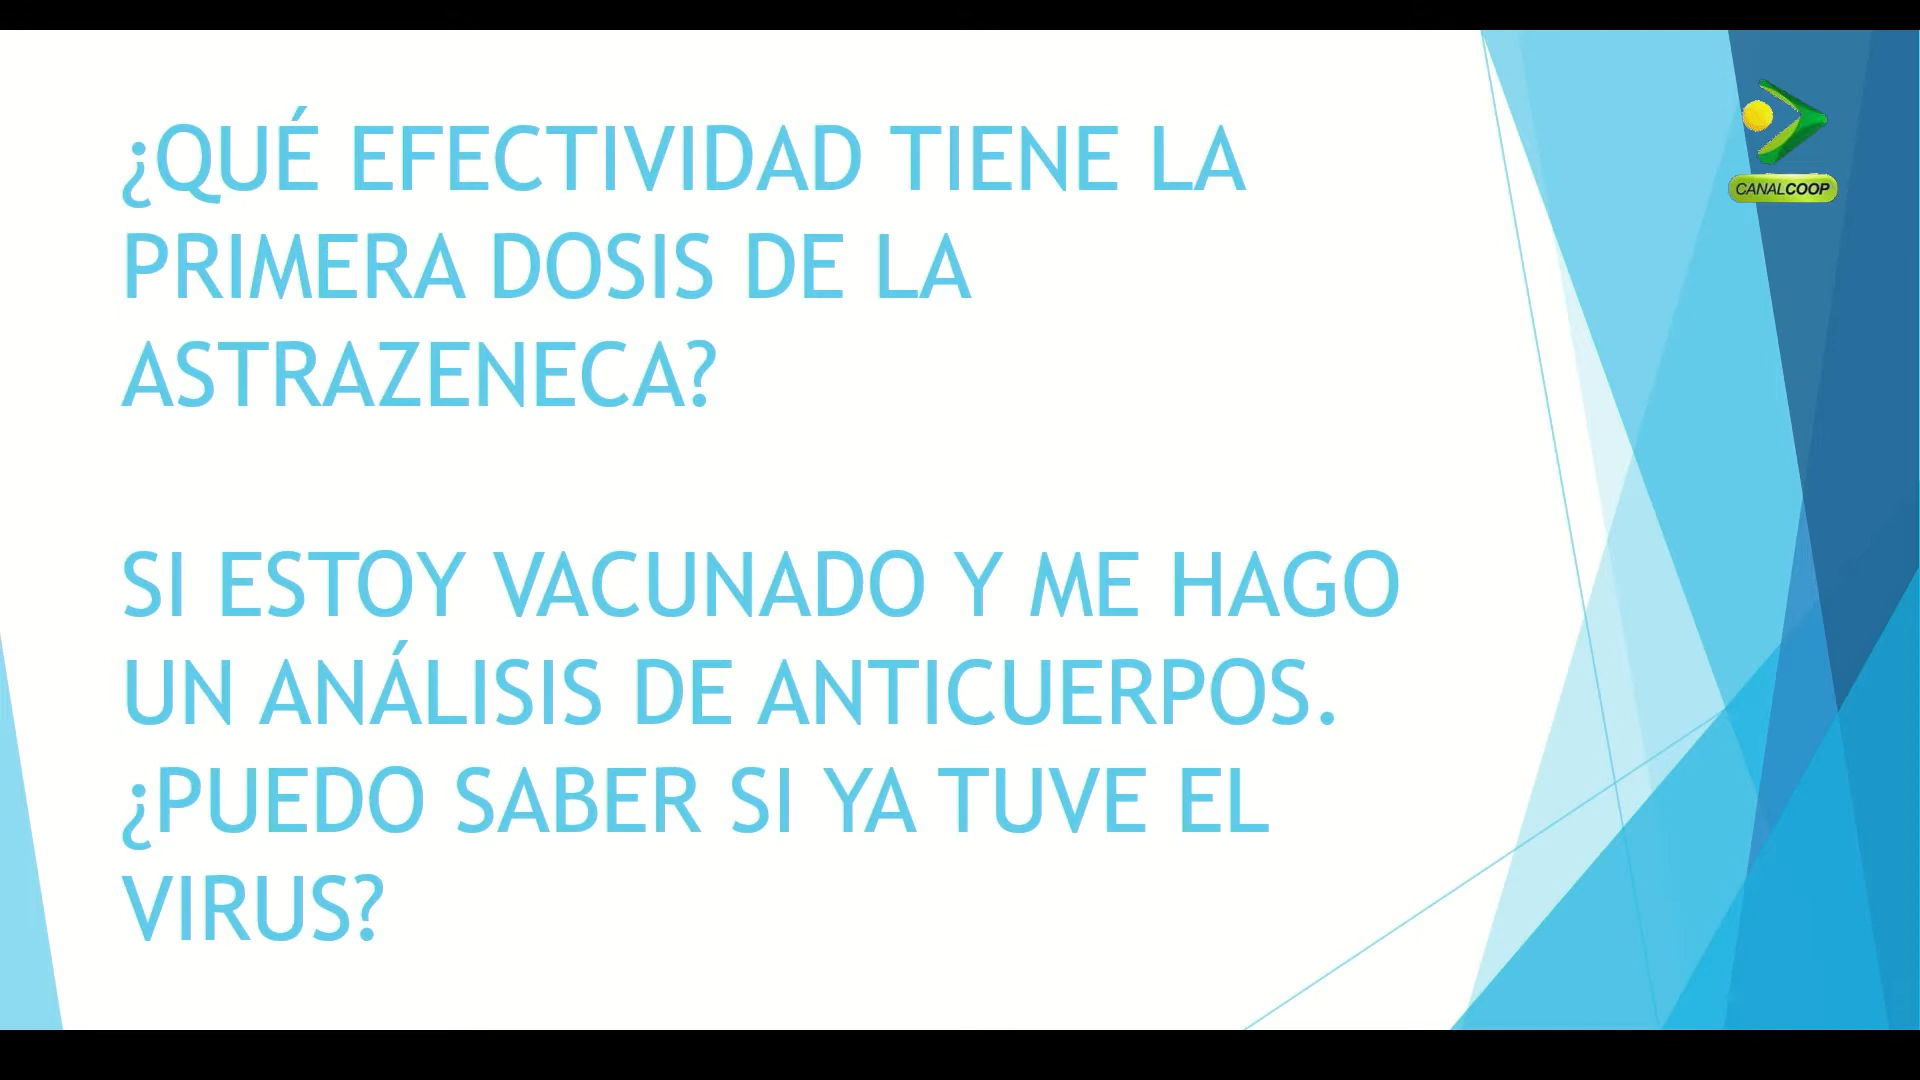 ¿QUÉ EFECTIVIDAD TIENE LA
PRIMERA DOSIS DE LA
ASTRAZENECA?
SI ESTOY VACUNADO Y ME HAGO
UN ANÁLISIS DE ANTICUERPOS.
¿PUEDO SABER SI YA TUVE EL
VIRUS?
CANALCOOP